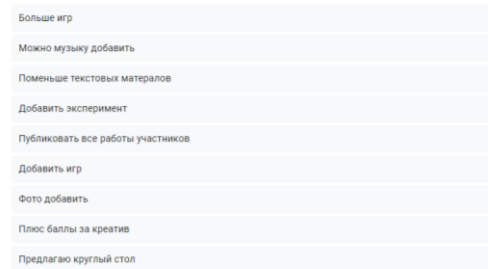 Больше игр
Можно музыку добавить
Поменьше текстовых матералов
Добавить эксперимент
Публиковать все работы участников
Добавить игр
Фото добавить
Плюс баллы за креатив
Предлагаю круглый стол